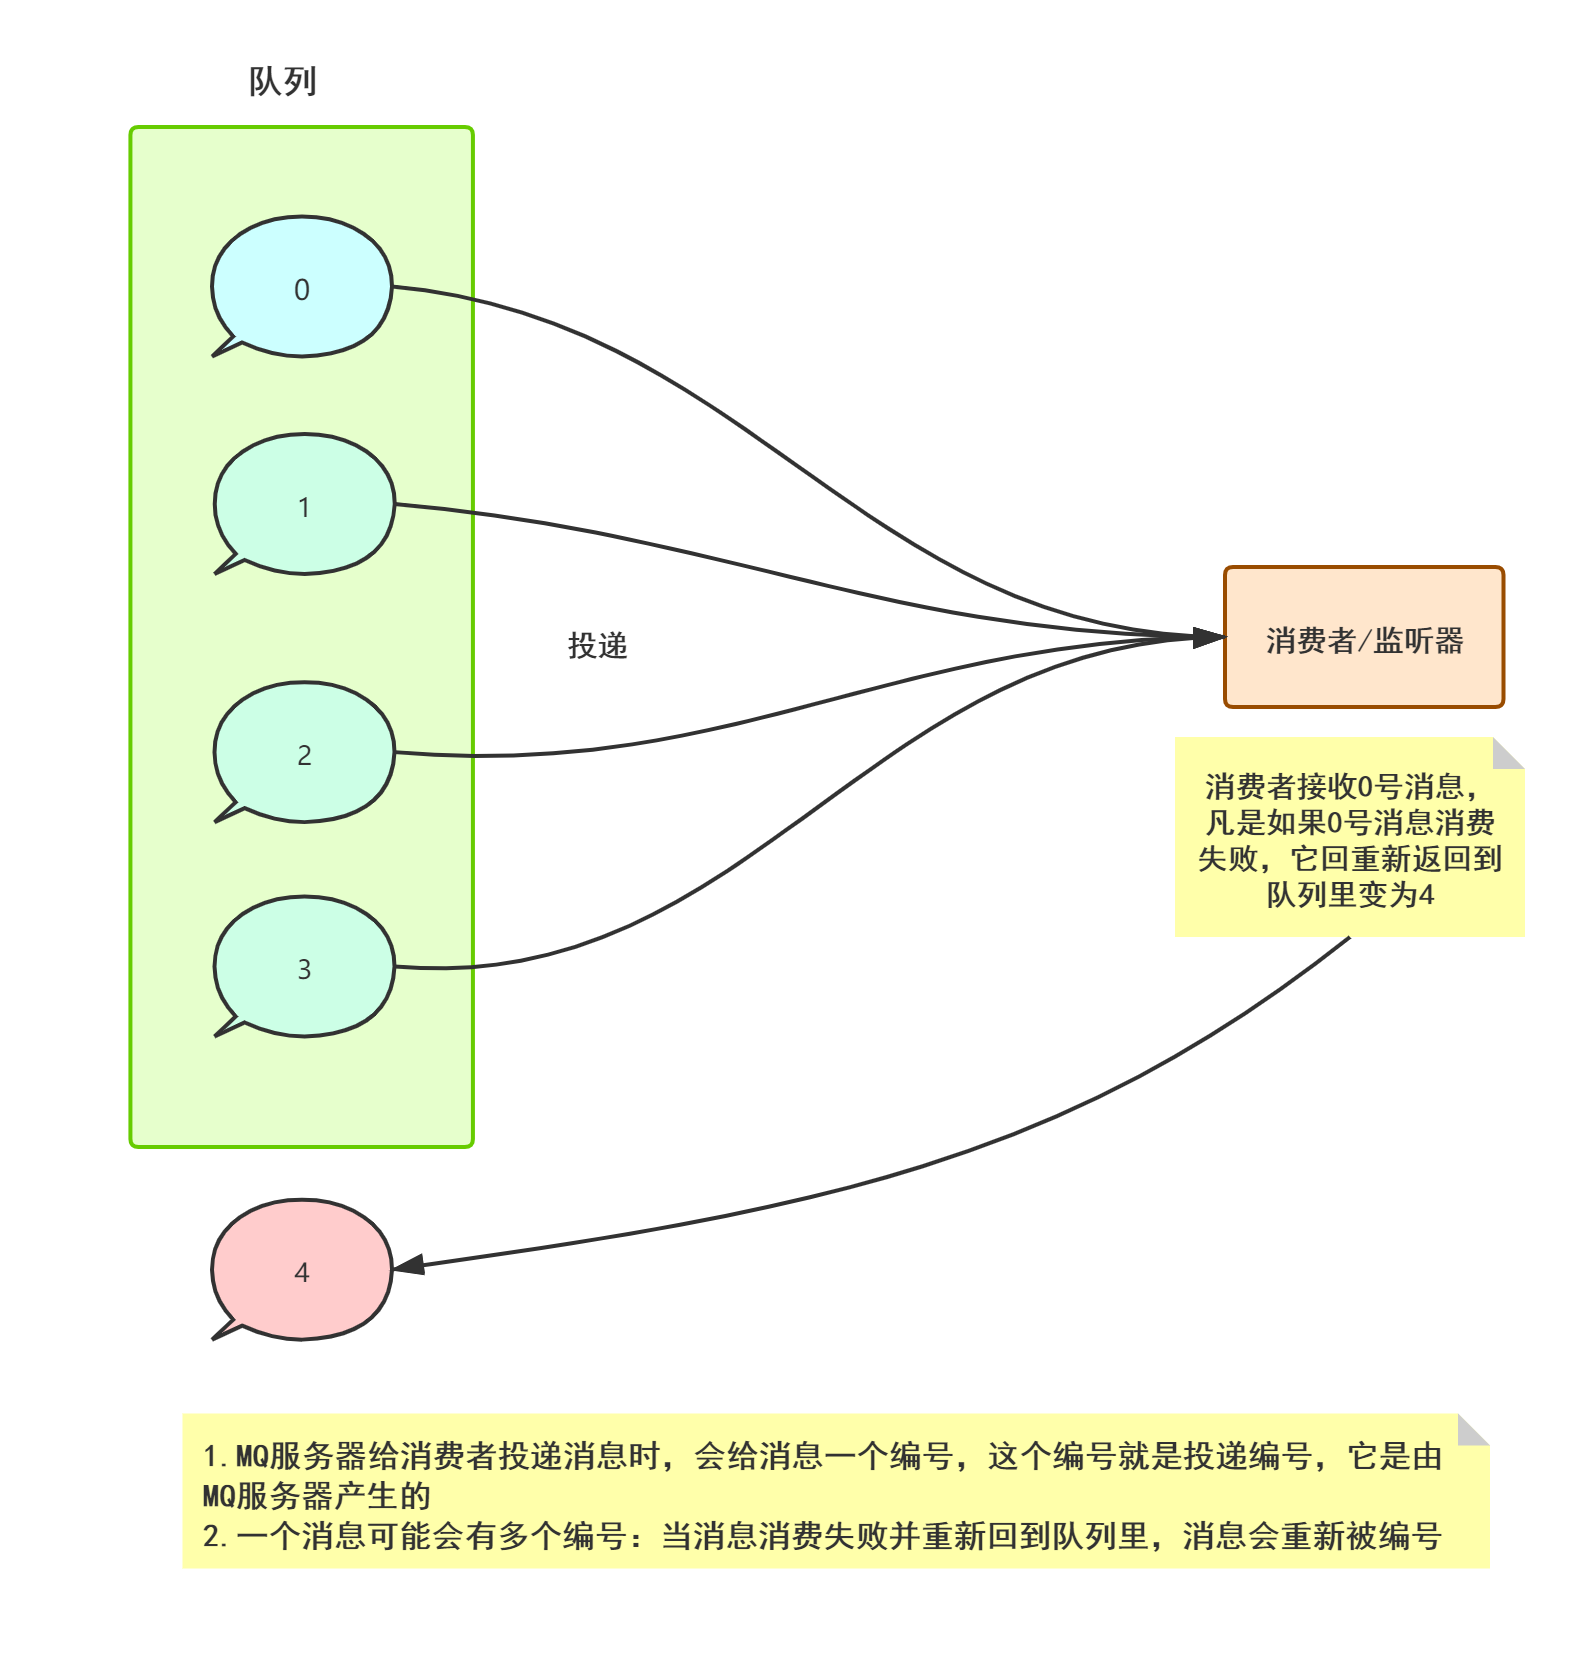 队列
0
1
投递
消费者/监听器
2
消费者接收0号消息，
凡是如果0号消息消费
失败，它回重新返回到
队列里变为4
3
4
1.MQ服务器给消费者投递消息时，会给消息一个编号，这个编号就是投递编号，它是由
MQ服务器产生的
2.一个消息可能会有多个编号：当消息消费失败并重新回到队列里，消息会重新被编号